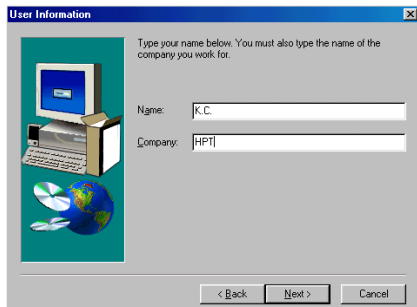 User Information
Type your name below. You must also type the name of the
company you work for.
Name: K.C.
Company: HPT
< Back Next > Cancel